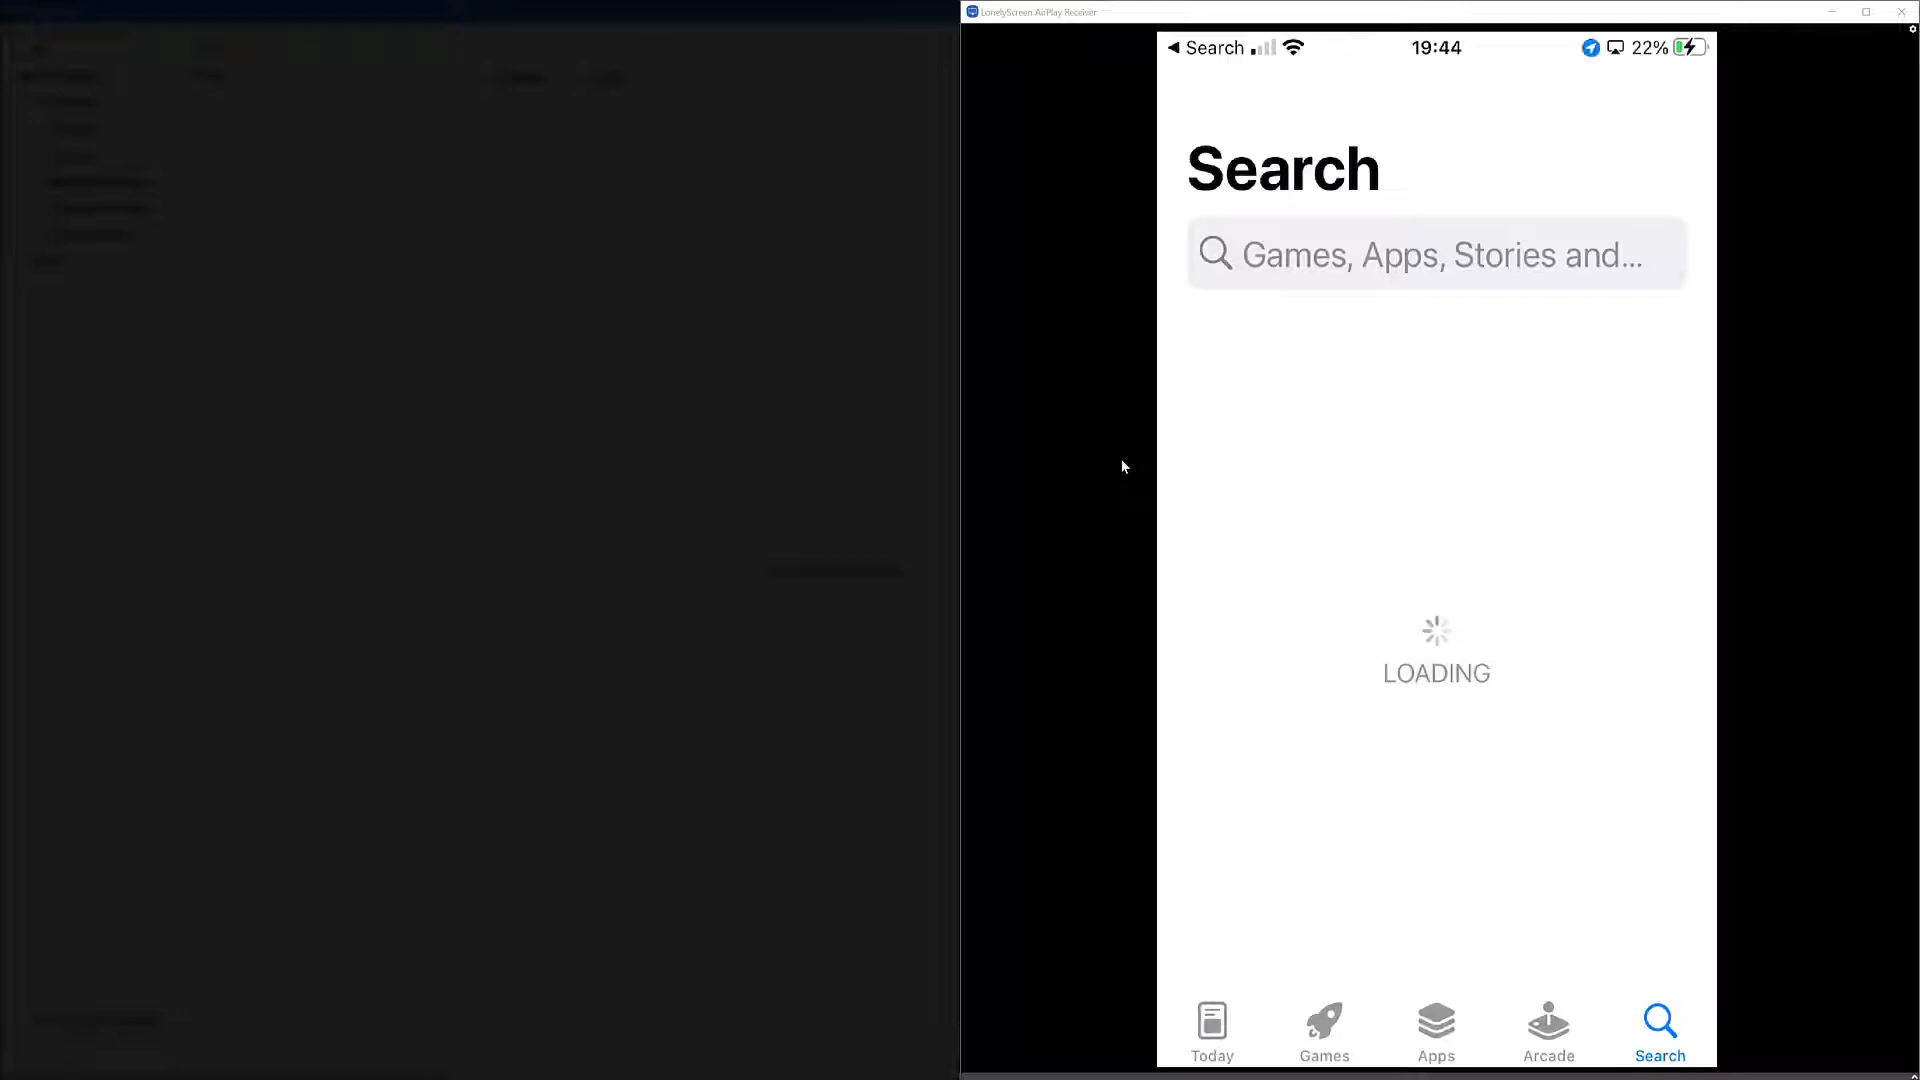 LonelyScreen AirPlay Receiver
Search
19:44
22%
Search
Games, Apps, Stories and...
LOADING
Today
Games
Apps
Arcade
Search